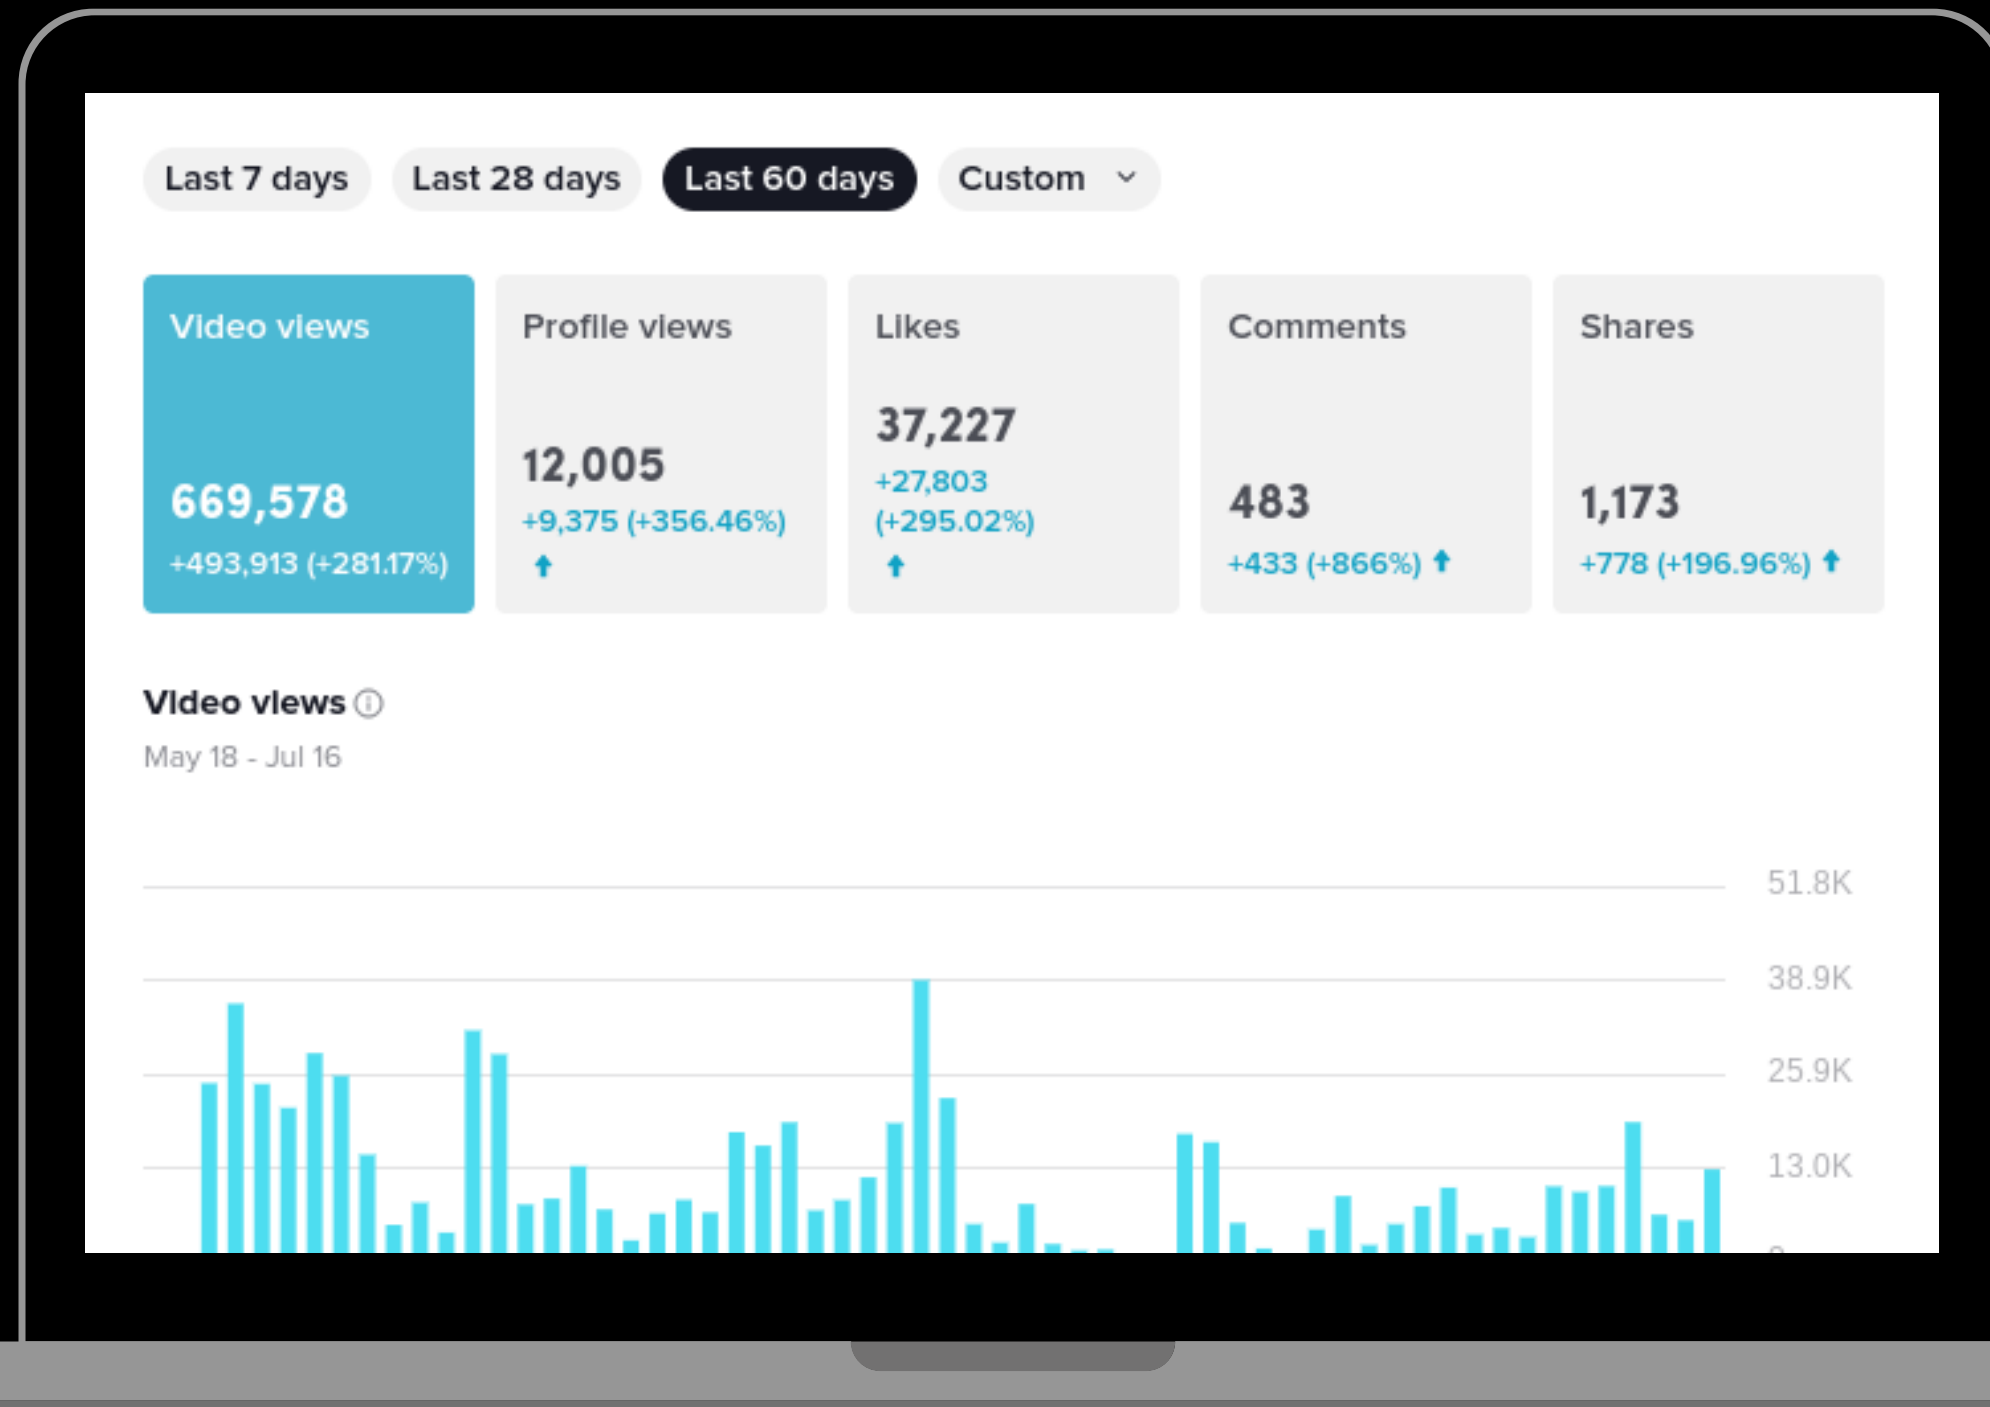 Last 7 days
Last 28 days
Last 60 days
Custom
Video views
669,578
+493,913 (+281.17%)
Profile views
12,005
+9,375 (+356.46%)
Likes
37,227
+27,803
(+295.02%)
Comments
483
+433 (+866%)
Shares
1,173
+778 (+196.96%)
Video views
May 18 - Jul 16
51.8K
38.9K
25.9K
13.0K